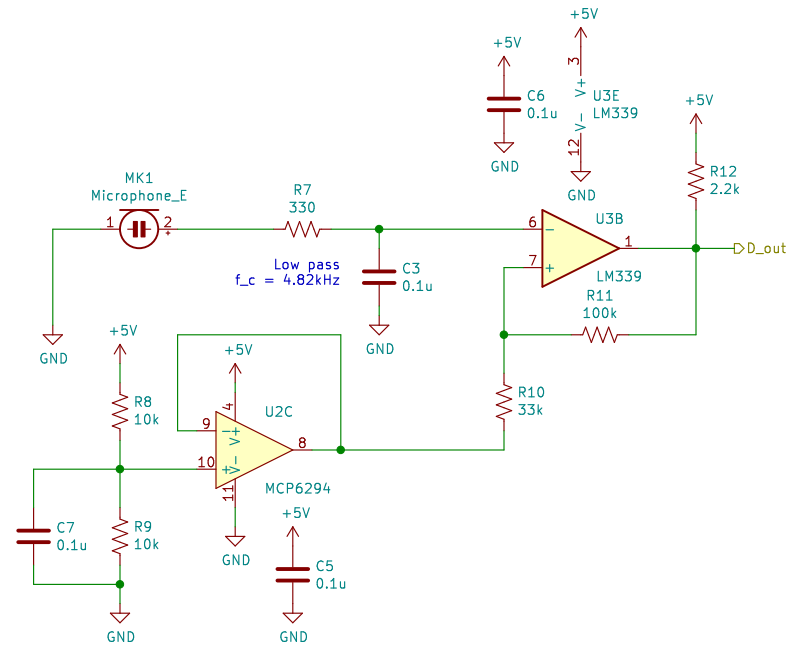 +5V
+5V
3
C6
0.1u
V+
V-
U3E
LM339
12
GND
GND
+5V
R12
2.2k
MK1
Microphone_E
1
2
+
R7
330
6
-
U3B
1
D_out
7
+
LM339
Low pass
f_c = 4.82kHz
C3
0.1u
GND
GND
R11
100k
+5V
+5V
R8
10k
4
U2C
9
-
V+
8
R10
33k
10
+
V-
11
MCP6294
C7
0.1u
R9
10k
GND
+5V
C5
0.1u
GND
GND